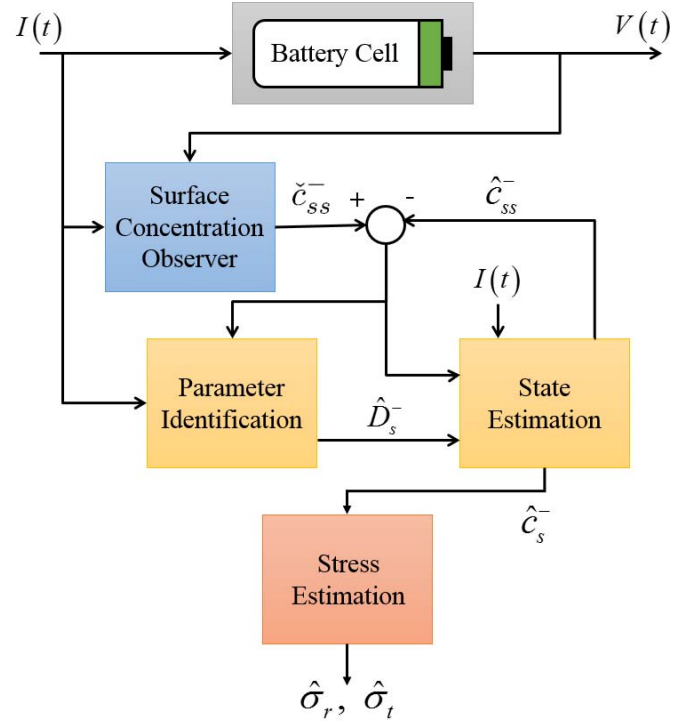 I(t)
Battery Cell
V(t)
Surface
Concentration
Observer
č⁻ₛₛ
+
-
ĉ⁻ₛₛ
I(t)
Parameter
Identification
D̂⁻ₛ
State
Estimation
ĉ⁻ₛ
Stress
Estimation
σ̂ᵣ, σ̂ₜ